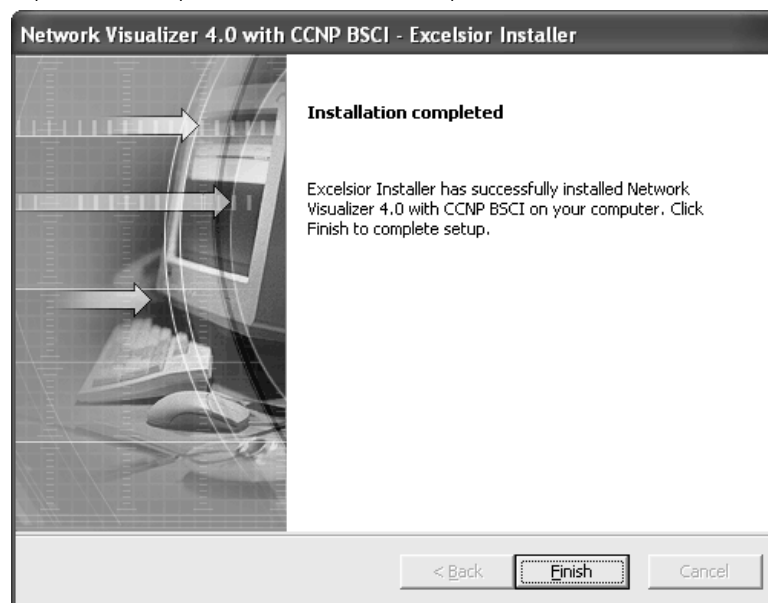 Network Visualizer 4.0 with CCNP BSCI - Excelsior Installer
Installation completed
Excelsior Installer has successfully installed Network
Visualizer 4.0 with CCNP BSCI on your computer. Click
Finish to complete setup.
< Back
Finish
Cancel